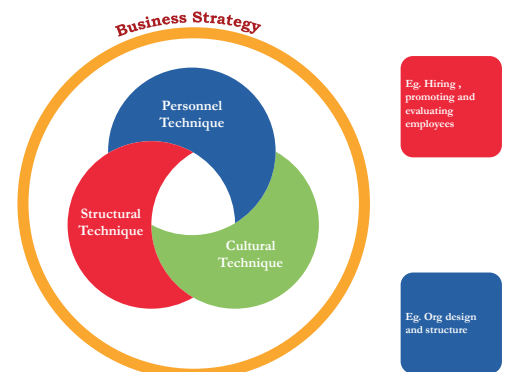 Business Strategy
Personnel
Technique
Structural
Technique
Cultural
Technique
Eg. Hiring ,
promoting and
evaluating
employees
Eg. Org design
and structure